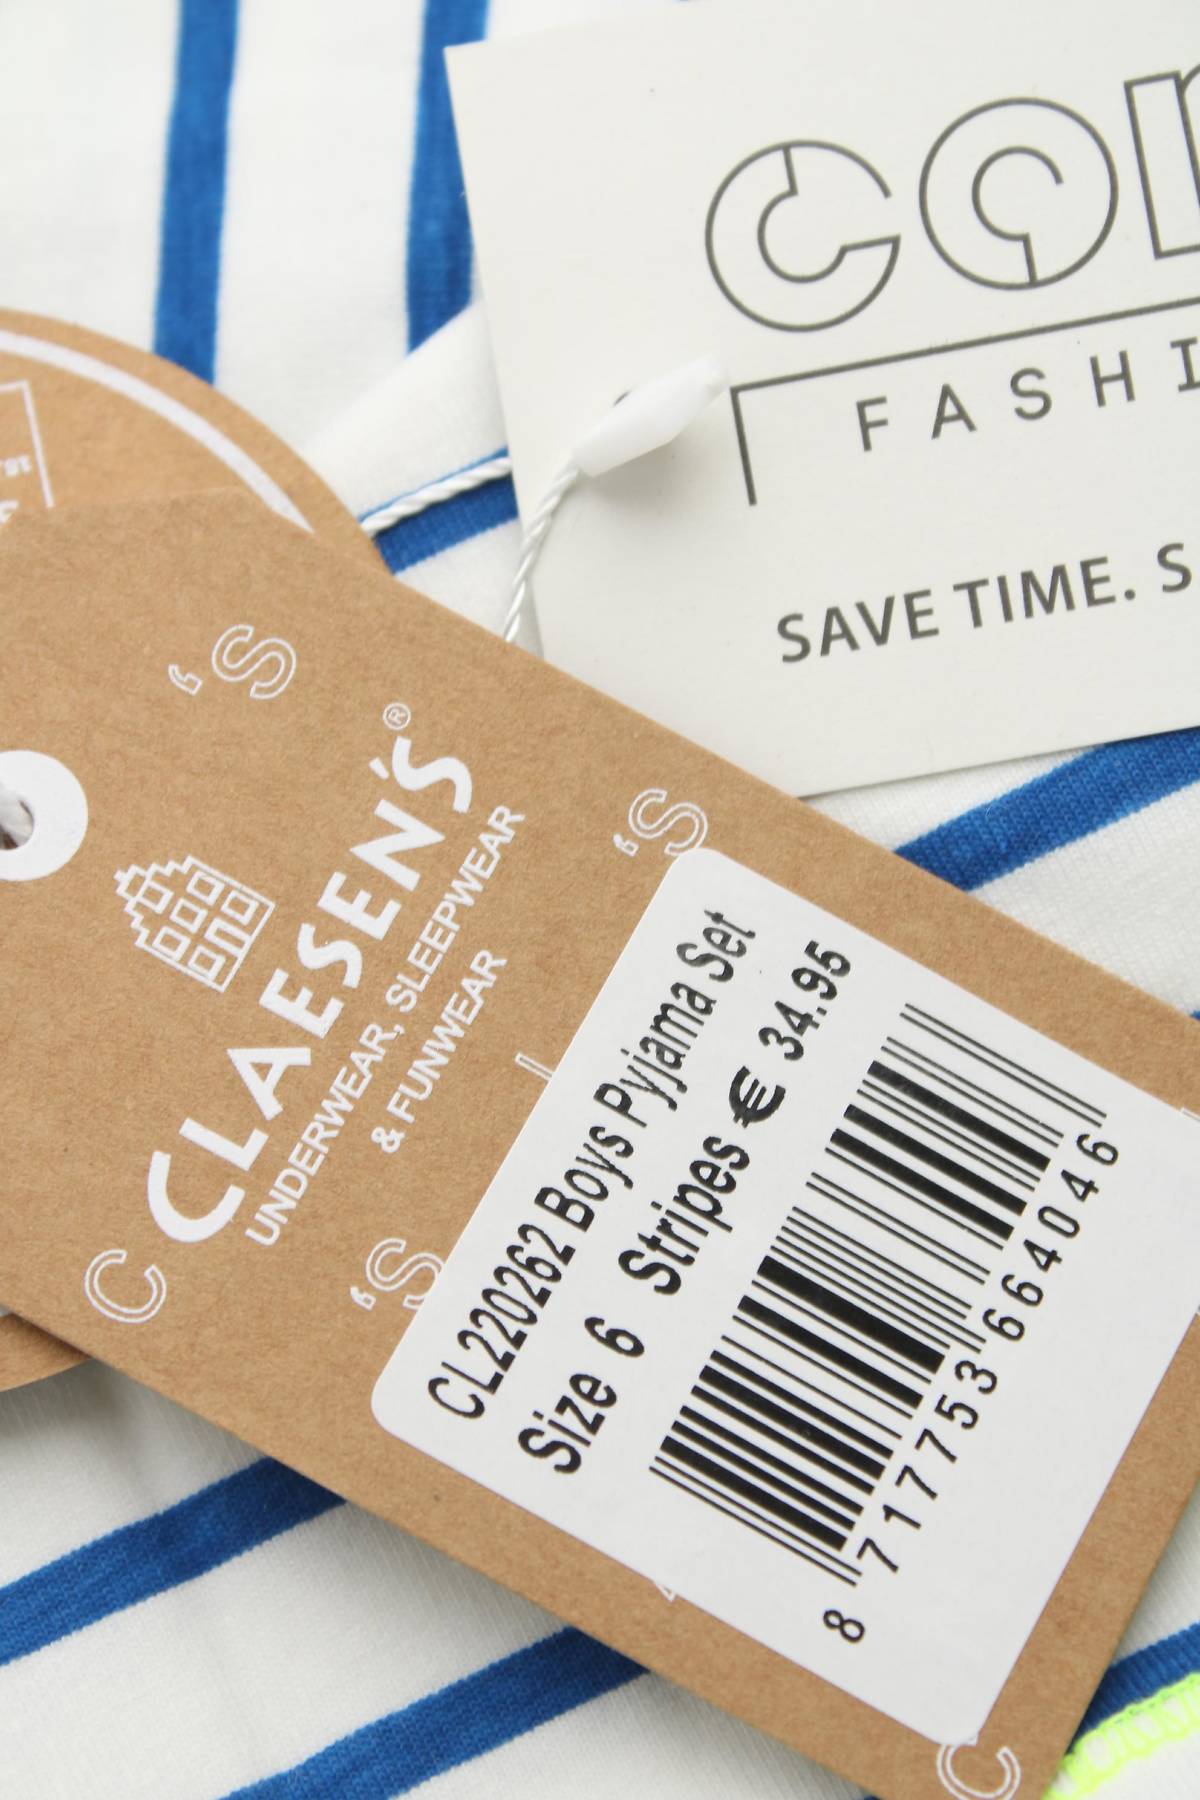 FASHI
SAVE TIME. S
'S
CLAESEN'S®
UNDERWEAR, SLEEPWEAR
& FUNWEAR
'S
'S
C
C
CL220262 Boys Pyjama Set
Size 6 Stripes € 34.95
8 717753 664046